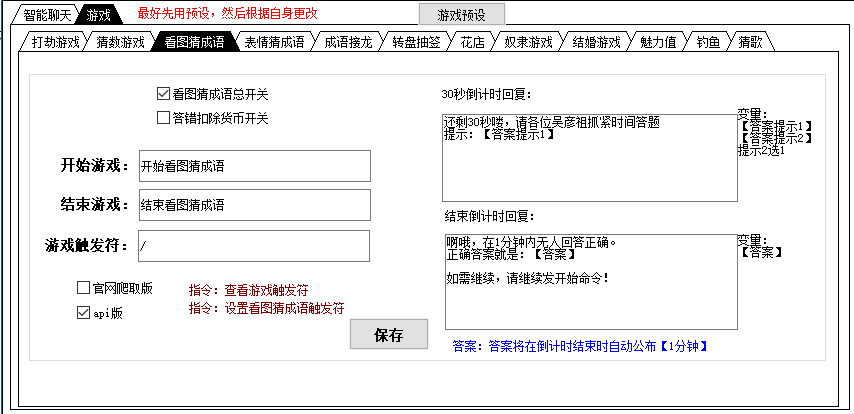 智能聊天 游戏 最好先用预设，然后根据自身更改 游戏预设
打劫游戏 猜数游戏 看图猜成语 表情猜成语 成语接龙 转盘抽签 花店 奴隶游戏 结婚游戏 魅力值 钓鱼 猜歌
看图猜成语总开关
答错扣除货币开关
开始游戏： 开始看图猜成语
结束游戏： 结束看图猜成语
游戏触发符： /
官网爬取版
api版
指令：查看游戏触发符
指令：设置看图猜成语触发符
保存
30秒倒计时回复：
还剩30秒喽，请各位吴彦祖抓紧时间答题
提示：【答案提示1】
变量：
【答案提示1】
【答案提示2】
提示2选1
结束倒计时回复：
啊哦，在1分钟内无人回答正确。
正确答案就是：【答案】
如需继续，请继续发开始命令！
变量：
【答案】
答案：答案将在倒计时结束时自动公布【1分钟】